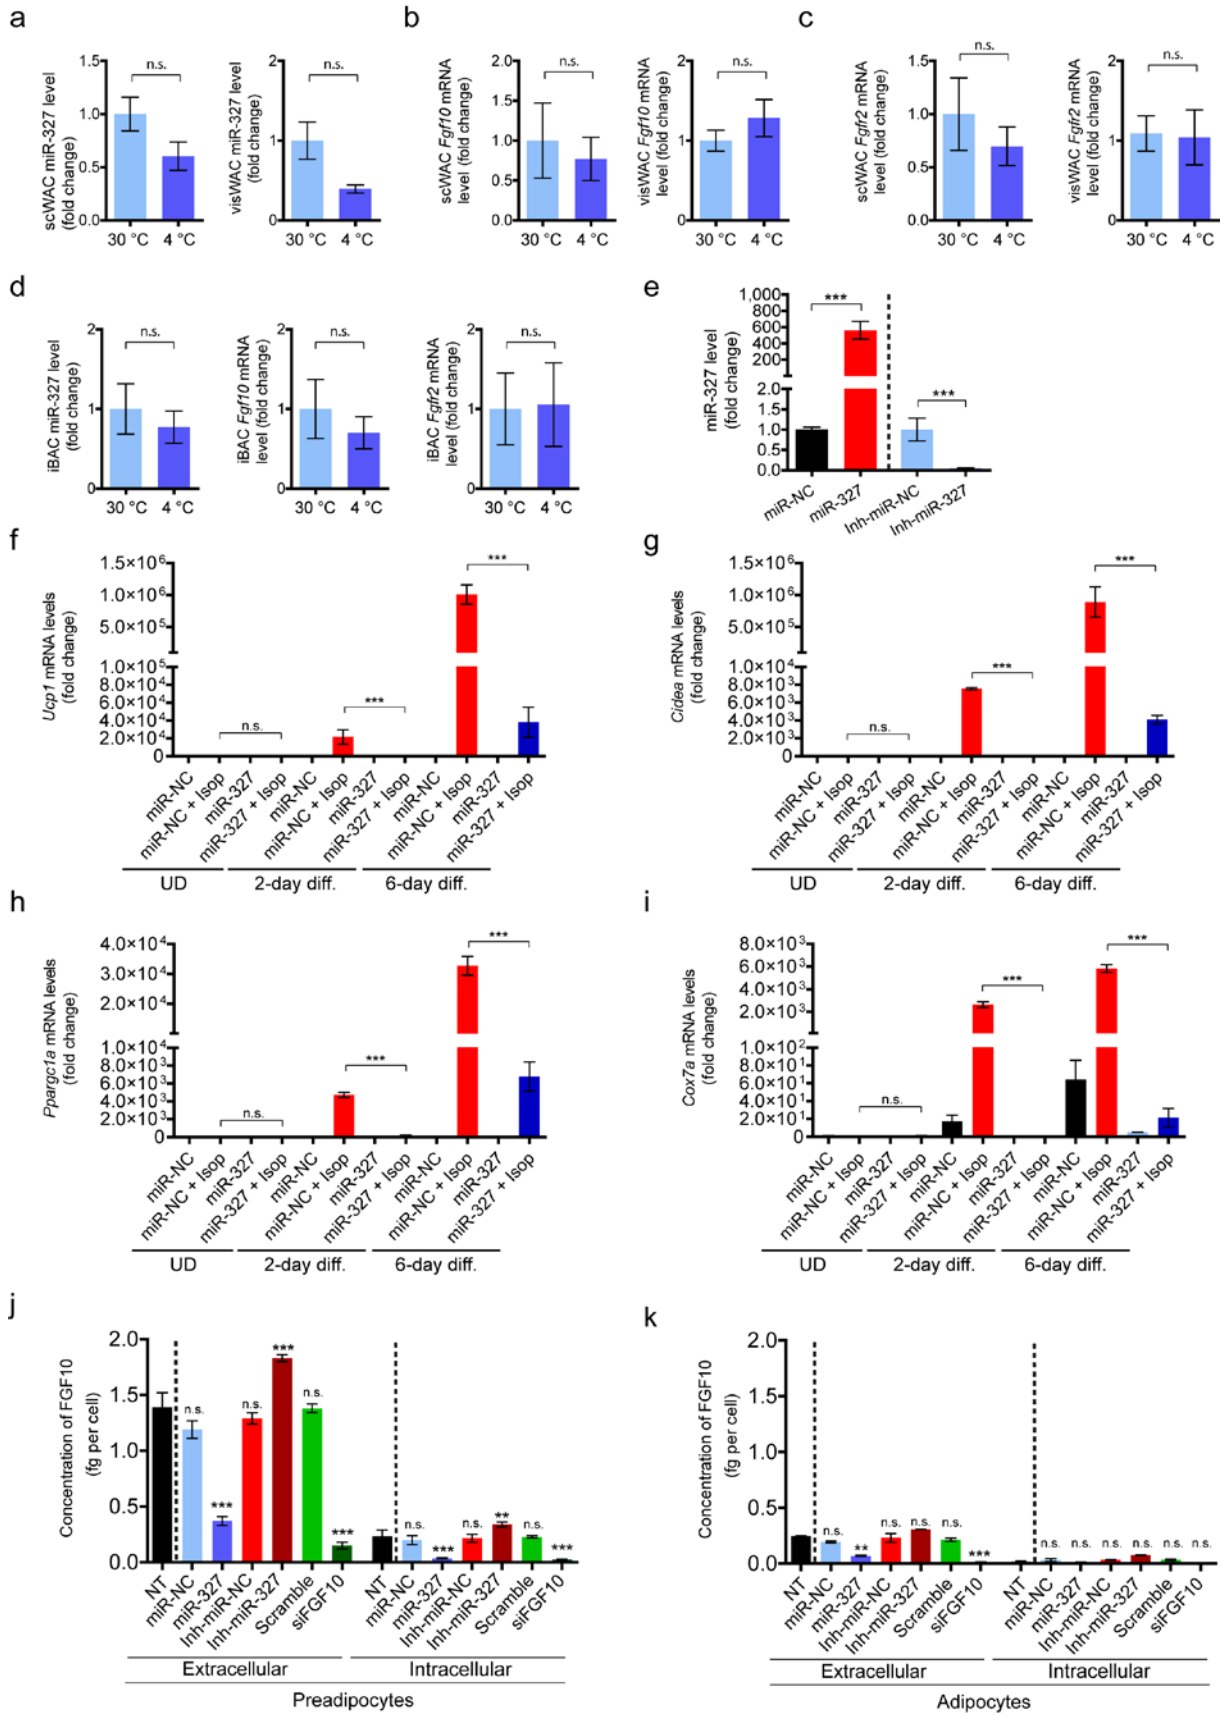 a
scWAC miR-327 level
(fold change)
1.5
1.0
0.5
0.0
n.s.
30 °C
4 °C
visWAC miR-327 level
(fold change)
2
1
0
n.s.
30 °C
4 °C
b
scWAC Fgf10 mRNA
level (fold change)
2.0
1.5
1.0
0.5
0.0
n.s.
30 °C
4 °C
visWAC Fgf10 mRNA
level (fold change)
2
1
0
n.s.
30 °C
4 °C
c
scWAC Fgfr2 mRNA
level (fold change)
1.5
1.0
0.5
0.0
n.s.
30 °C
4 °C
visWAC Fgfr2 mRNA
level (fold change)
2
1
0
n.s.
30 °C
4 °C
d
iBAC miR-327 level
(fold change)
2
1
0
n.s.
30 °C
4 °C
iBAC Fgf10 mRNA
level (fold change)
2
1
0
n.s.
30 °C
4 °C
iBAC Fgfr2 mRNA
level (fold change)
2
1
0
n.s.
30 °C
4 °C
e
miR-327 level
(fold change)
1,000
800
600
400
200
2.0
1.5
1.0
0.5
0.0
***
***
miR-NC
miR-327
Inh-miR-NC
Inh-miR-327
f
Ucp1 mRNA levels
(fold change)
1.5×10⁶
1.0×10⁶
5.0×10⁵
1.0×10⁵
8.0×10⁴
6.0×10⁴
4.0×10⁴
2.0×10⁴
0
n.s.
***
***
miR-NC
miR-NC + Isop
miR-327
miR-327 + Isop
miR-NC
miR-NC + Isop
miR-327
miR-327 + Isop
miR-NC
miR-NC + Isop
miR-327
miR-327 + Isop
UD
2-day diff.
6-day diff.
g
Cidea mRNA levels
(fold change)
1.5×10⁶
1.0×10⁶
5.0×10⁵
1.0×10⁴
8.0×10³
6.0×10³
4.0×10³
2.0×10³
0
n.s.
***
***
miR-NC
miR-NC + Isop
miR-327
miR-327 + Isop
miR-NC
miR-NC + Isop
miR-327
miR-327 + Isop
miR-NC
miR-NC + Isop
miR-327
miR-327 + Isop
UD
2-day diff.
6-day diff.
h
Ppargc1a mRNA levels
(fold change)
4.0×10⁴
3.0×10⁴
2.0×10⁴
1.0×10⁴
8.0×10³
6.0×10³
4.0×10³
2.0×10³
0
n.s.
***
***
miR-NC
miR-NC + Isop
miR-327
miR-327 + Isop
miR-NC
miR-NC + Isop
miR-327
miR-327 + Isop
miR-NC
miR-NC + Isop
miR-327
miR-327 + Isop
UD
2-day diff.
6-day diff.
i
Cox7a mRNA levels
(fold change)
8.0×10³
6.0×10³
4.0×10³
2.0×10³
1.0×10²
8.0×10¹
6.0×10¹
4.0×10¹
2.0×10¹
0
n.s.
***
***
miR-NC
miR-NC + Isop
miR-327
miR-327 + Isop
miR-NC
miR-NC + Isop
miR-327
miR-327 + Isop
miR-NC
miR-NC + Isop
miR-327
miR-327 + Isop
UD
2-day diff.
6-day diff.
j
Concentration of FGF10
(fg per cell)
2.0
1.5
1.0
0.5
0.0
n.s.
***
n.s.
***
n.s.
***
n.s.
***
n.s.
**
n.s.
***
NT
miR-NC
miR-327
Inh-miR-NC
Inh-miR-327
Scramble
siFGF10
NT
miR-NC
miR-327
Inh-miR-NC
Inh-miR-327
Scramble
siFGF10
Extracellular
Intracellular
Preadipocytes
k
Concentration of FGF10
(fg per cell)
2.0
1.5
1.0
0.5
0.0
n.s.
**
n.s.
n.s.
n.s.
***
n.s.
n.s.
n.s.
n.s.
n.s.
n.s.
NT
miR-NC
miR-327
Inh-miR-NC
Inh-miR-327
Scramble
siFGF10
NT
miR-NC
miR-327
Inh-miR-NC
Inh-miR-327
Scramble
siFGF10
Extracellular
Intracellular
Adipocytes